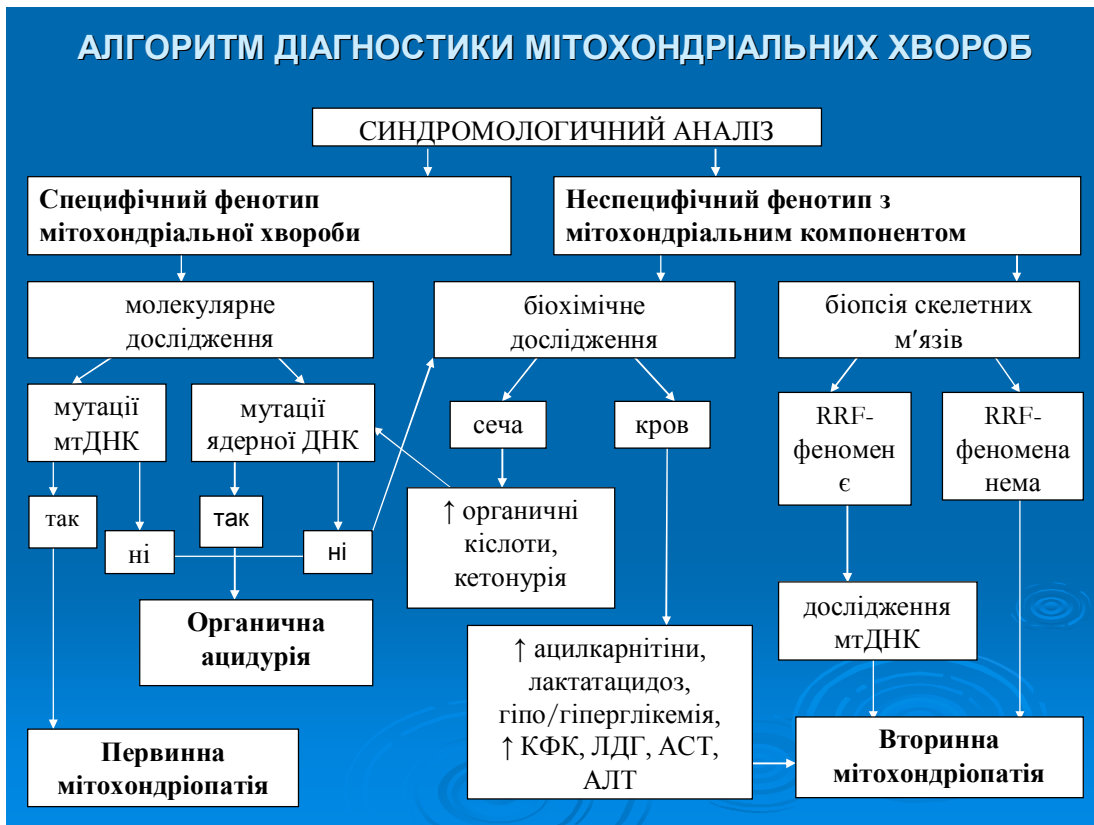 АЛГОРИТМ ДІАГНОСТИКИ МІТОХОНДРІАЛЬНИХ ХВОРОБ
СИНДРОМОЛОГИЧНИЙ АНАЛІЗ
Специфічний фенотип
мітохондріальної хвороби
Неспецифічний фенотип з
мітохондріальним компонентом
молекулярне
дослідження
біохімічне
дослідження
біопсія скелетних
м'язів
мутації
мтДНК
мутації
ядерної ДНК
сеча
кров
RRF-
феномен
є
RRF-
феномена
нема
так
ні
так
ні
↑ органичні
кіслоти,
кетонурія
Органична
ацидурія
дослідження
мтДНК
↑ ацилкарнітіни,
лактатацидоз,
гіпо/гіперглікемія,
↑ КФК, ЛДГ, АСТ,
АЛТ
Первинна
мітохондріопатія
Вторинна
мітохондріопатія